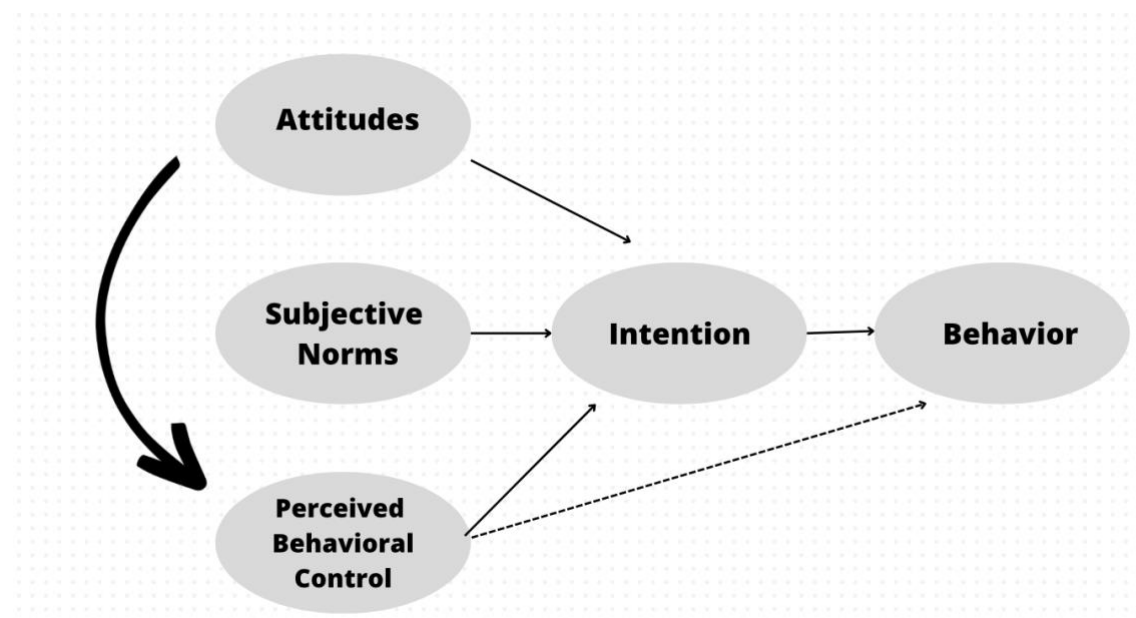 Attitudes
Subjective
Norms
Intention
Behavior
Perceived
Behavioral
Control